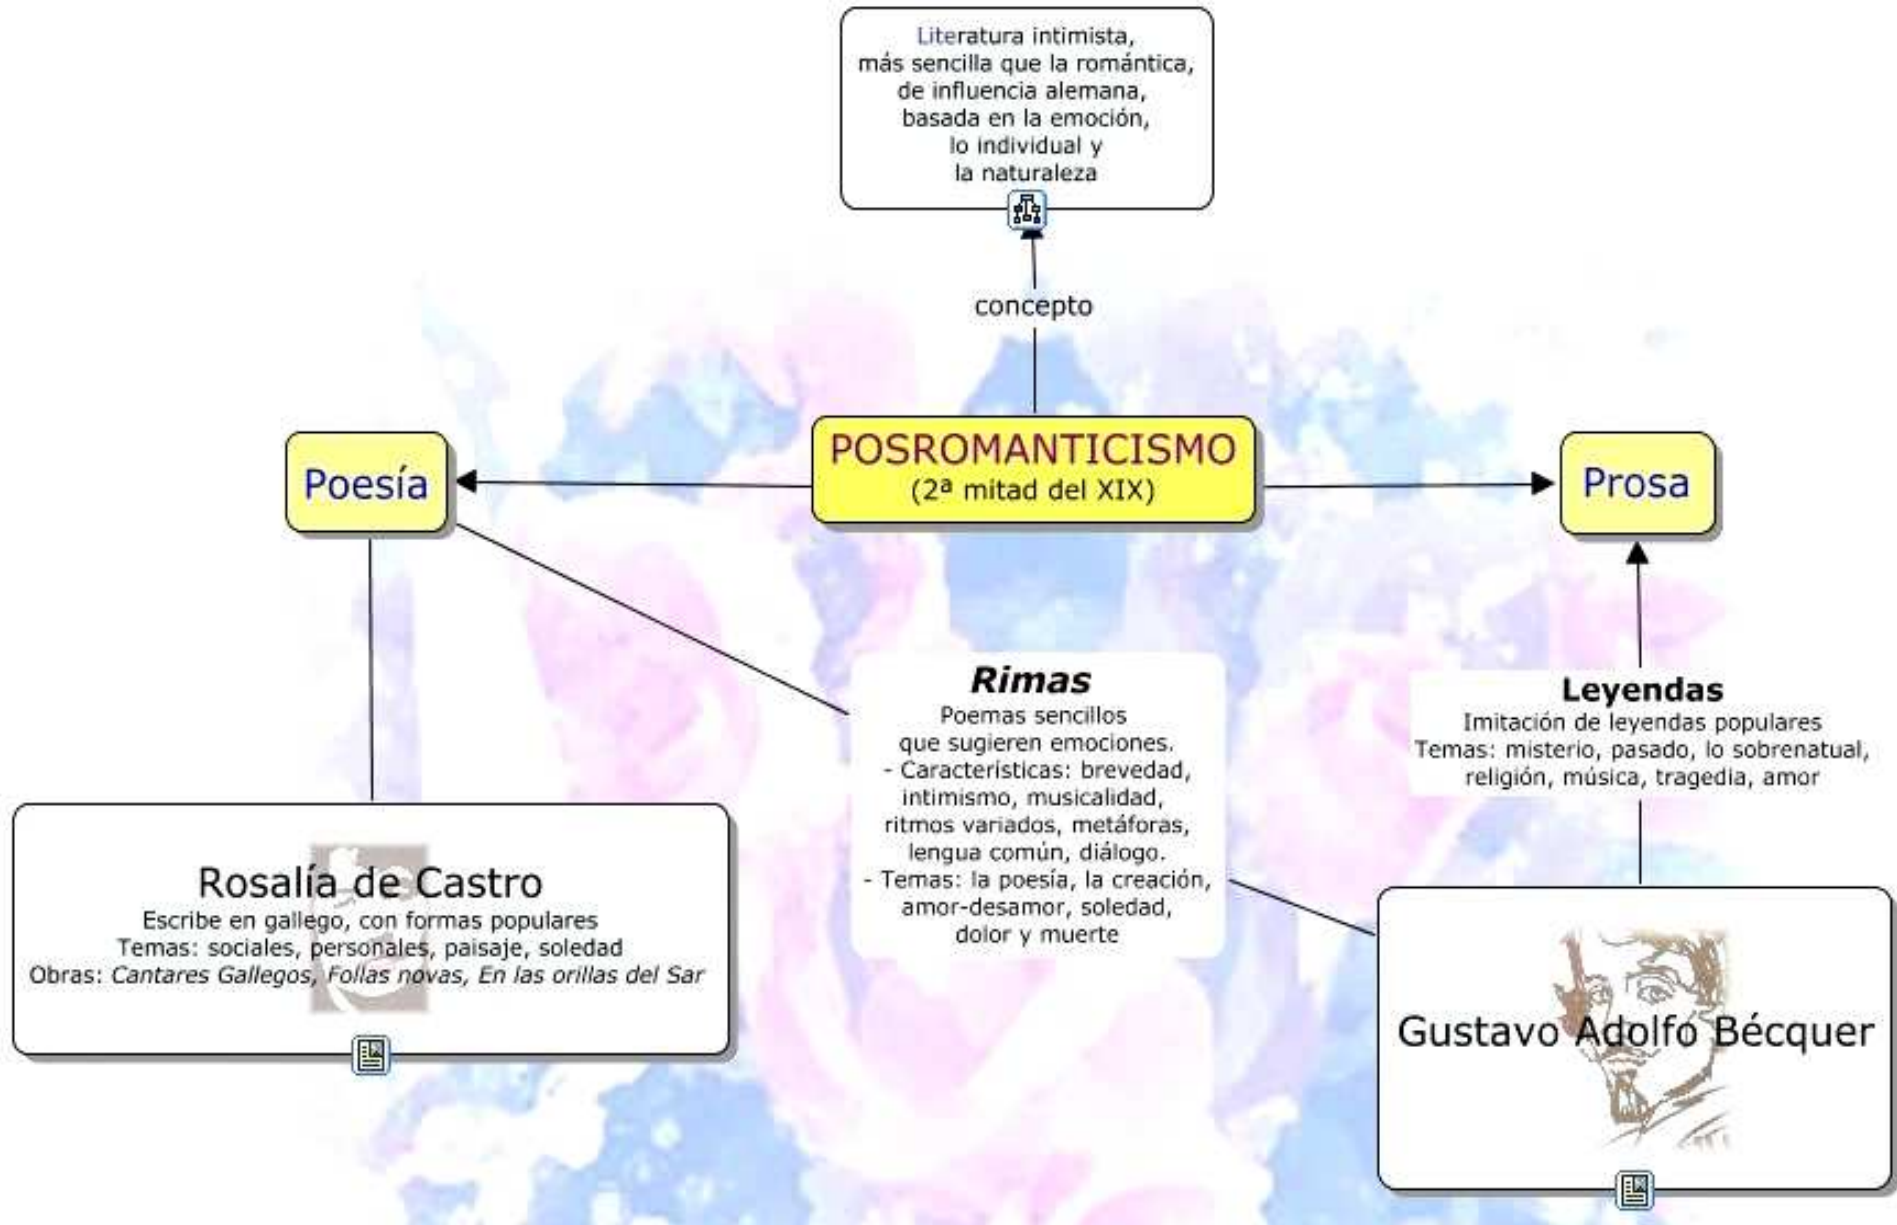 Literatura intimista,
más sencilla que la romántica,
de influencia alemana,
basada en la emoción,
lo individual y
la naturaleza
concepto
POSROMANTICISMO
(2ª mitad del XIX)
Poesía
Prosa
Rimas
Poemas sencillos
que sugieren emociones.
- Características: brevedad,
intimismo, musicalidad,
ritmos variados, metáforas,
lengua común, diálogo.
- Temas: la poesía, la creación,
amor-desamor, soledad,
dolor y muerte
Leyendas
Imitación de leyendas populares
Temas: misterio, pasado, lo sobrenatual,
religión, música, tragedia, amor
Rosalía de Castro
Escribe en gallego, con formas populares
Temas: sociales, personales, paisaje, soledad
Obras: Cantares Gallegos, Follas novas, En las orillas del Sar
Gustavo Adolfo Bécquer